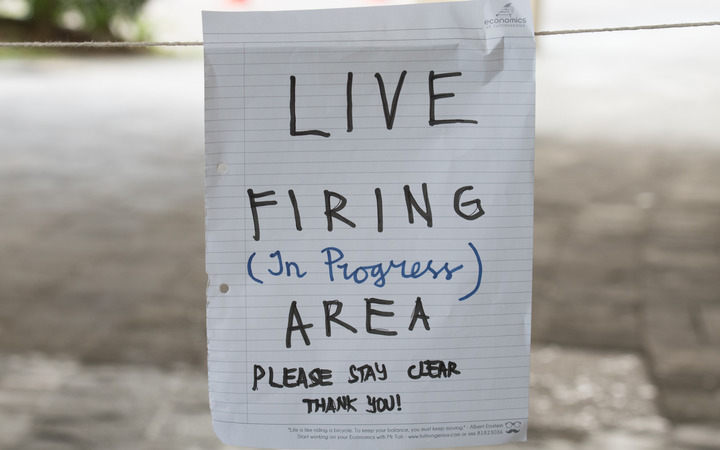 economics
LIVE
FIRING
(In Progress)
AREA
PLEASE STAY CLEAR
THANK YOU!
"Life is like riding a bicycle. To keep your balance, you must keep moving." - Albert Einstein
Start working on your Economics with Mr Toh -